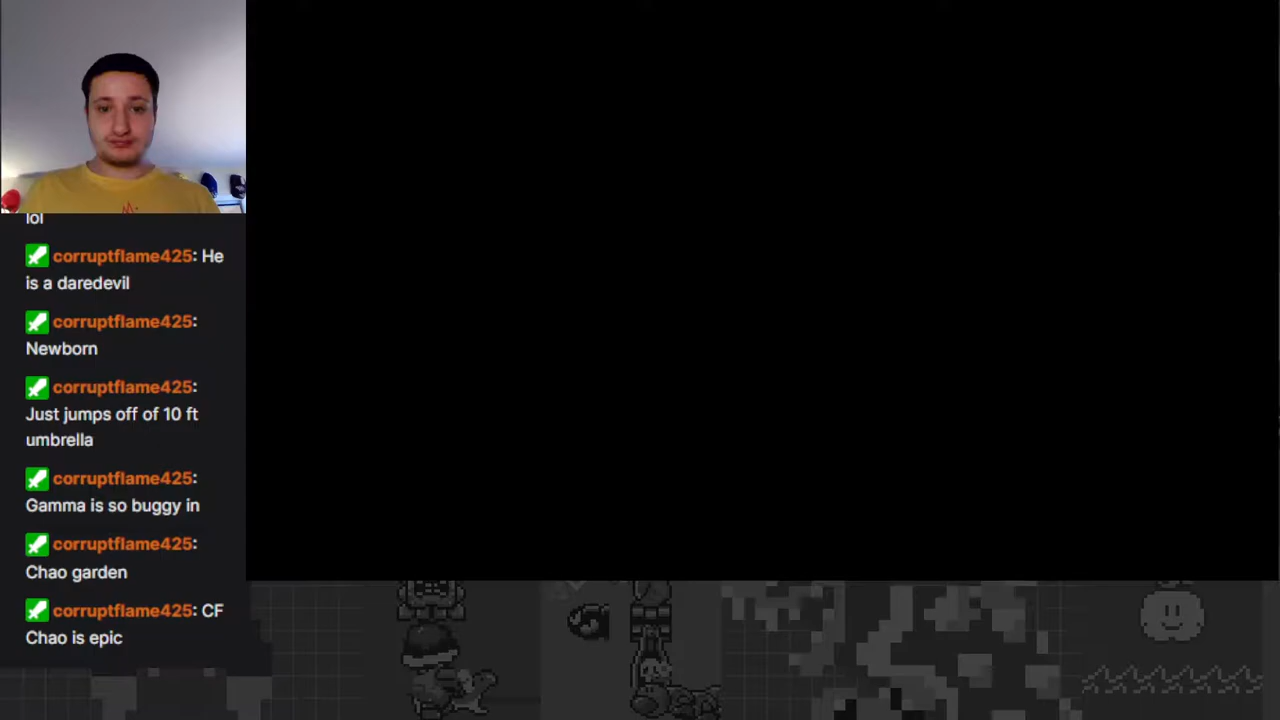 lol
corruptflame425: He
is a daredevil
corruptflame425:
Newborn
corruptflame425:
Just jumps off of 10 ft
umbrella
corruptflame425:
Gamma is so buggy in
corruptflame425:
Chao garden
corruptflame425: CF
Chao is epic